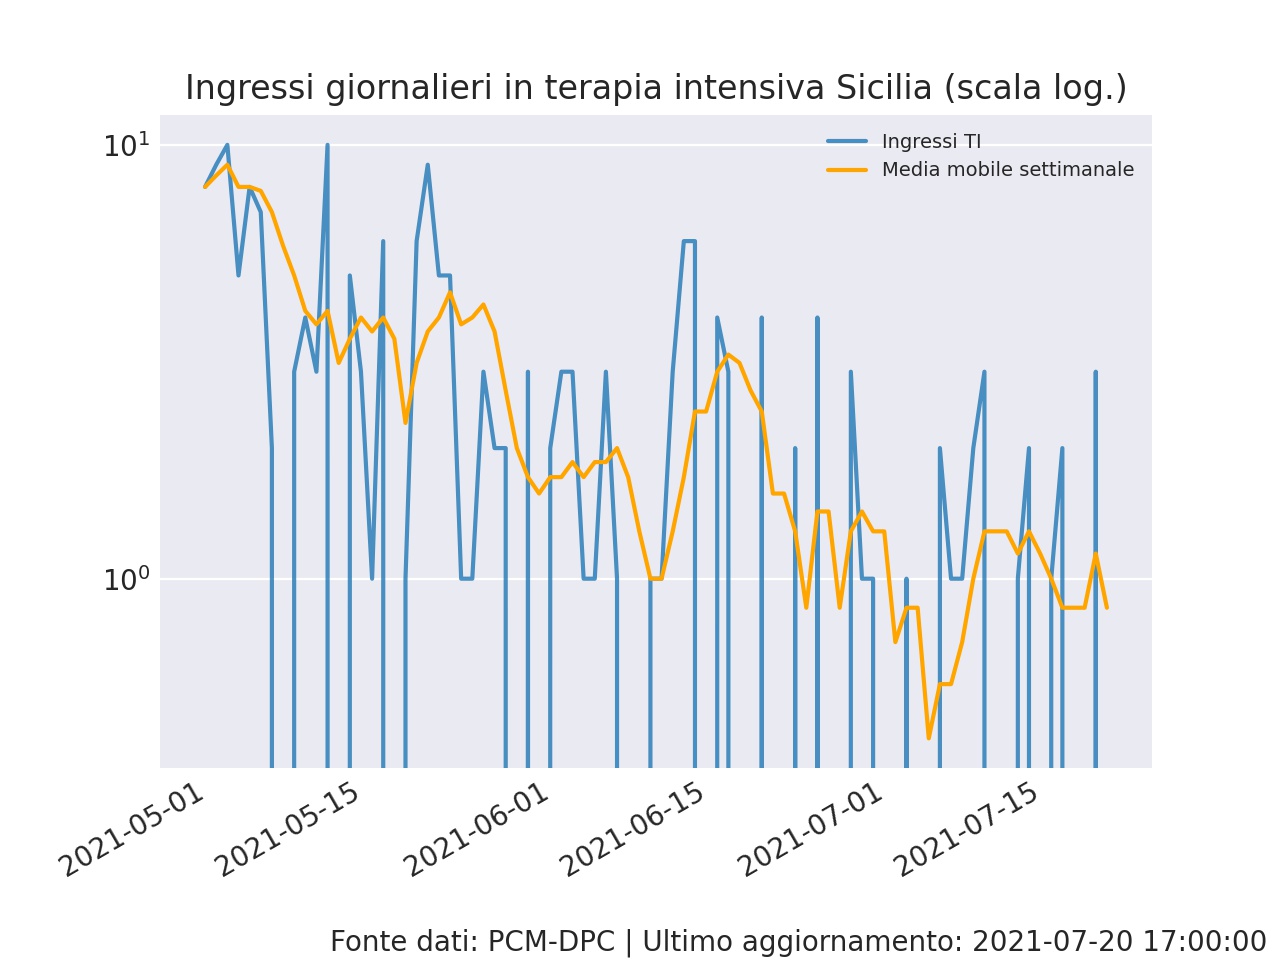 Ingressi giornalieri in terapia intensiva Sicilia (scala log.)
10¹
Ingressi TI
Media mobile settimanale
10⁰
2021-05-01
2021-05-15
2021-06-01
2021-06-15
2021-07-01
2021-07-15
Fonte dati: PCM-DPC | Ultimo aggiornamento: 2021-07-20 17:00:00